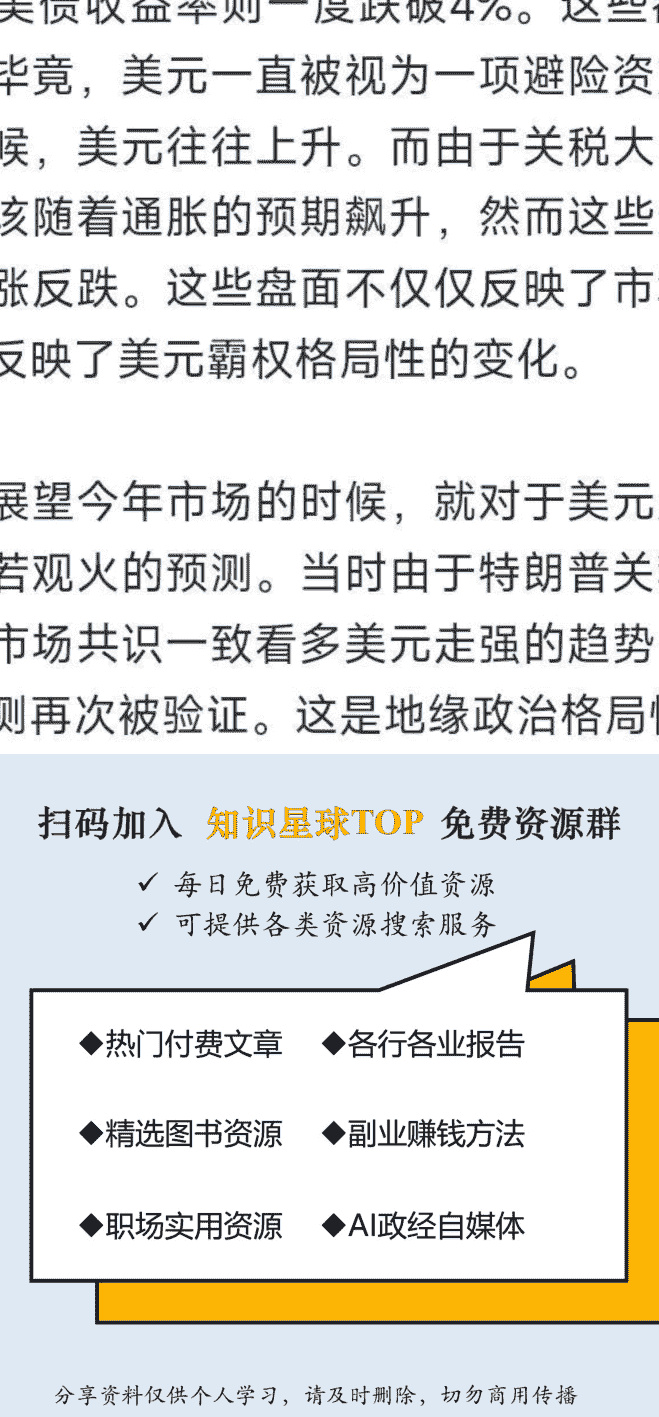 美债收益率则一度跌破4%。这些
毕竟，美元一直被视为一项避险资
候，美元往往上升。而由于关税大
该随着通胀的预期飙升，然而这些
涨反跌。这些盘面不仅仅反映了市
反映了美元霸权格局性的变化。
展望今年市场的时候，就对于美元
若观火的预测。当时由于特朗普关
市场共识一致看多美元走强的趋势
测再次被验证。这是地缘政治格局
扫码加入 知识星球TOP 免费资源群
✓ 每日免费获取高价值资源
✓ 可提供各类资源搜索服务
◆热门付费文章 ◆各行各业报告
◆精选图书资源 ◆副业赚钱方法
◆职场实用资源 ◆AI政经自媒体
分享资料仅供个人学习，请及时删除，切勿商用传播